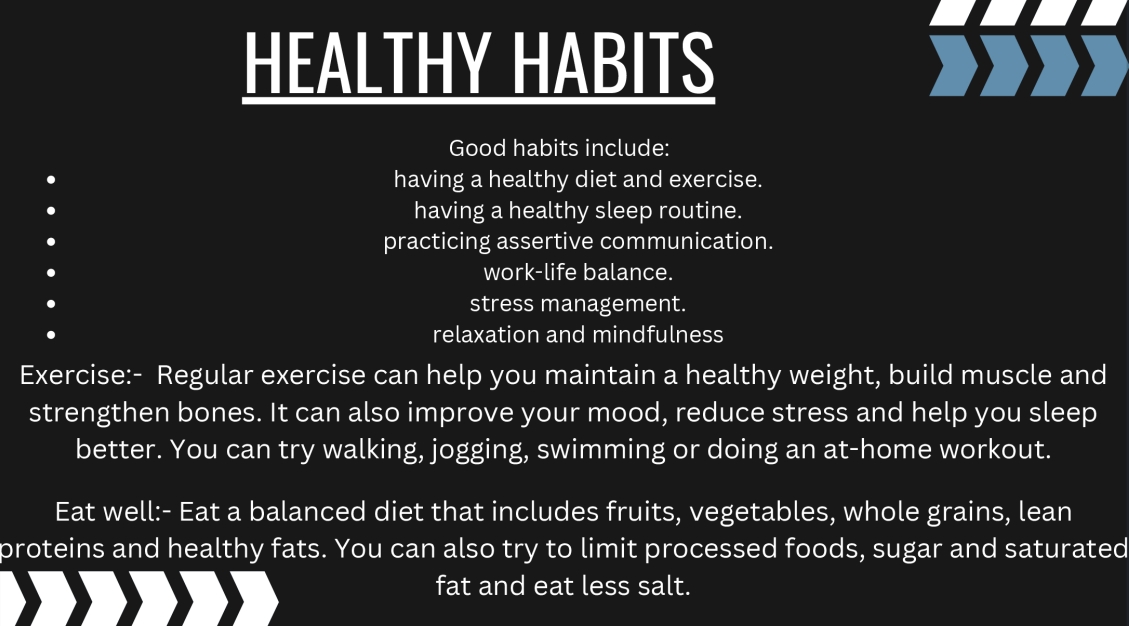 HEALTHY HABITS
Good habits include:
• having a healthy diet and exercise.
• having a healthy sleep routine.
• practicing assertive communication.
• work-life balance.
• stress management.
• relaxation and mindfulness
Exercise:-  Regular exercise can help you maintain a healthy weight, build muscle and
strengthen bones. It can also improve your mood, reduce stress and help you sleep
better. You can try walking, jogging, swimming or doing an at-home workout.
Eat well:- Eat a balanced diet that includes fruits, vegetables, whole grains, lean
proteins and healthy fats. You can also try to limit processed foods, sugar and saturated
fat and eat less salt.